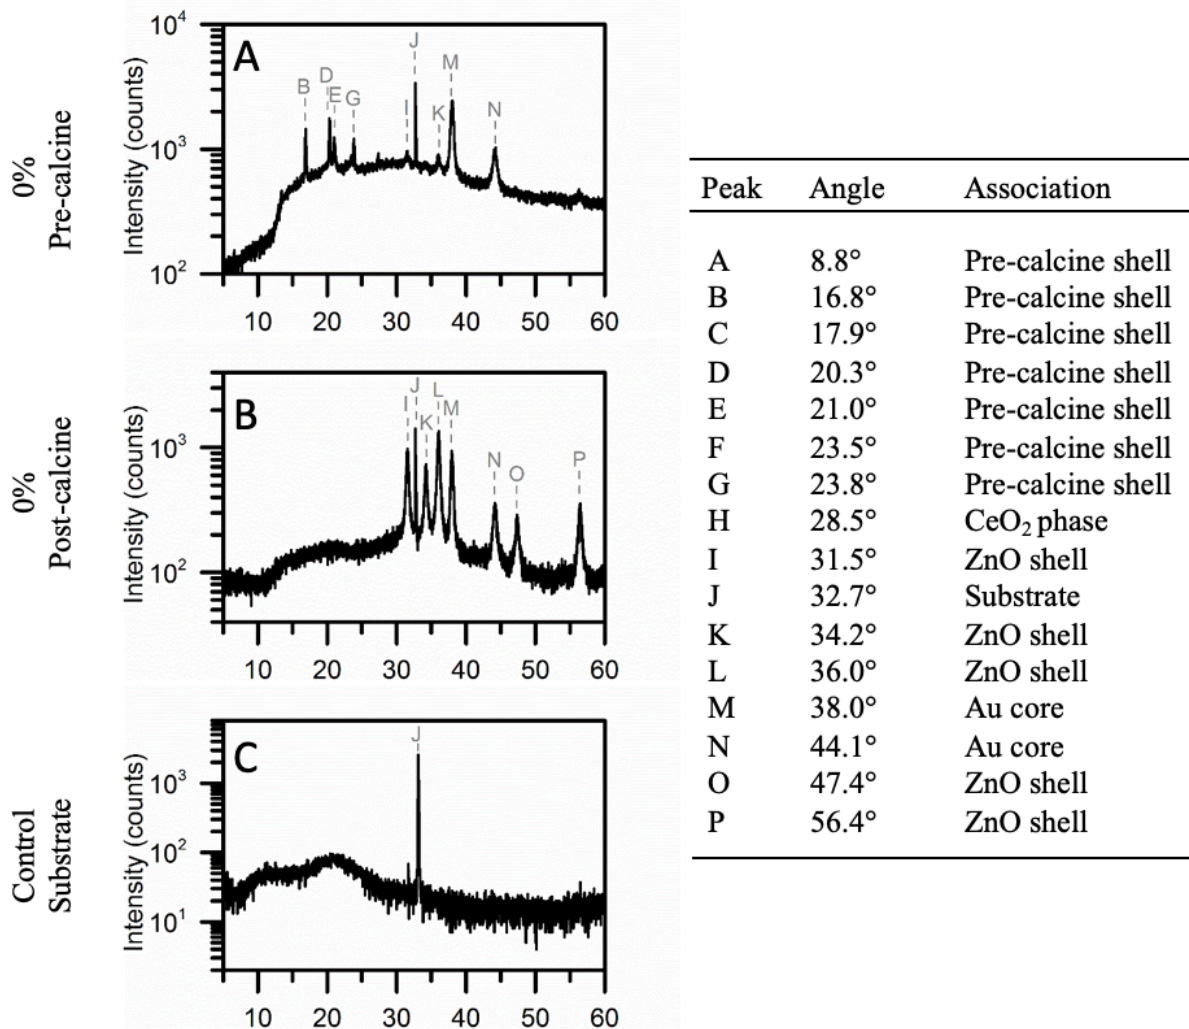 0%
Pre-calcine
Intensity (counts)
10⁴
10³
10²
A
B
D
E
G
I
J
K
M
N
10 20 30 40 50 60
0%
Post-calcine
Intensity (counts)
10³
10²
B
I
J
K
L
M
N
O
P
10 20 30 40 50 60
Control
Substrate
Intensity (counts)
10³
10²
10¹
C
J
10 20 30 40 50 60
Peak Angle Association
A 8.8° Pre-calcine shell
B 16.8° Pre-calcine shell
C 17.9° Pre-calcine shell
D 20.3° Pre-calcine shell
E 21.0° Pre-calcine shell
F 23.5° Pre-calcine shell
G 23.8° Pre-calcine shell
H 28.5° CeO₂ phase
I 31.5° ZnO shell
J 32.7° Substrate
K 34.2° ZnO shell
L 36.0° ZnO shell
M 38.0° Au core
N 44.1° Au core
O 47.4° ZnO shell
P 56.4° ZnO shell